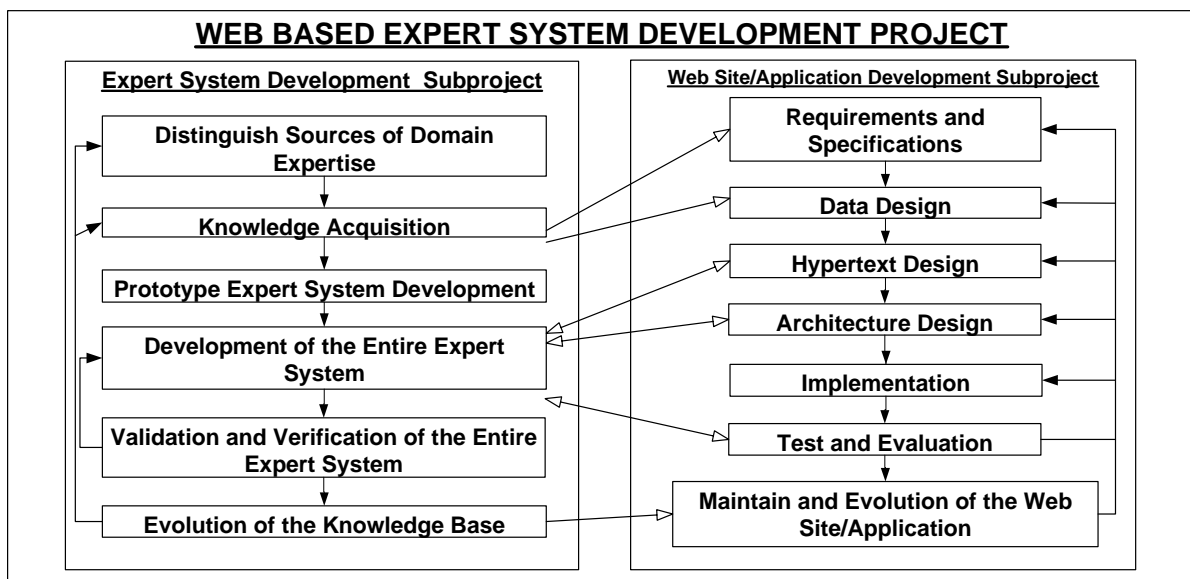 WEB BASED EXPERT SYSTEM DEVELOPMENT PROJECT
Expert System Development Subproject
Distinguish Sources of Domain
Expertise
Knowledge Acquisition
Prototype Expert System Development
Development of the Entire Expert
System
Validation and Verification of the Entire
Expert System
Evolution of the Knowledge Base
Web Site/Application Development Subproject
Requirements and
Specifications
Data Design
Hypertext Design
Architecture Design
Implementation
Test and Evaluation
Maintain and Evolution of the Web
Site/Application